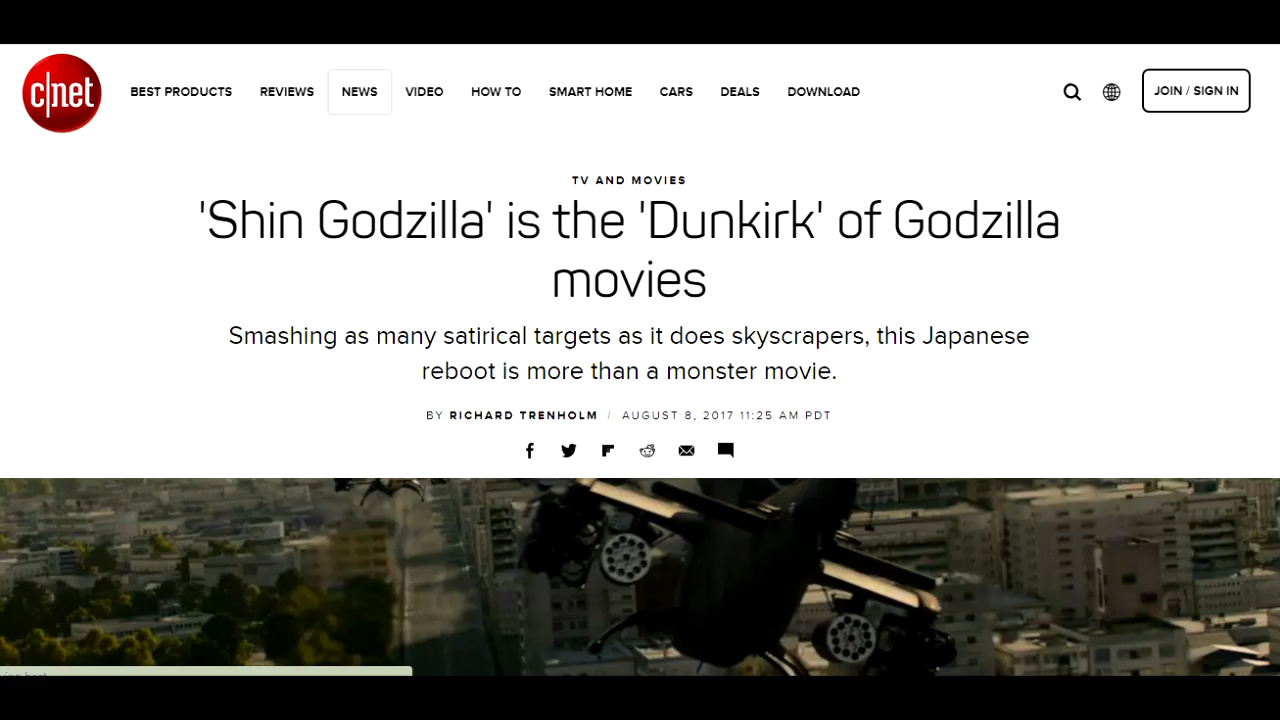 c|net
BEST PRODUCTS REVIEWS NEWS VIDEO HOW TO SMART HOME CARS DEALS DOWNLOAD JOIN / SIGN IN
TV AND MOVIES
'Shin Godzilla' is the 'Dunkirk' of Godzilla
movies
Smashing as many satirical targets as it does skyscrapers, this Japanese
reboot is more than a monster movie.
BY RICHARD TRENHOLM / AUGUST 8, 2017 11:25 AM PDT